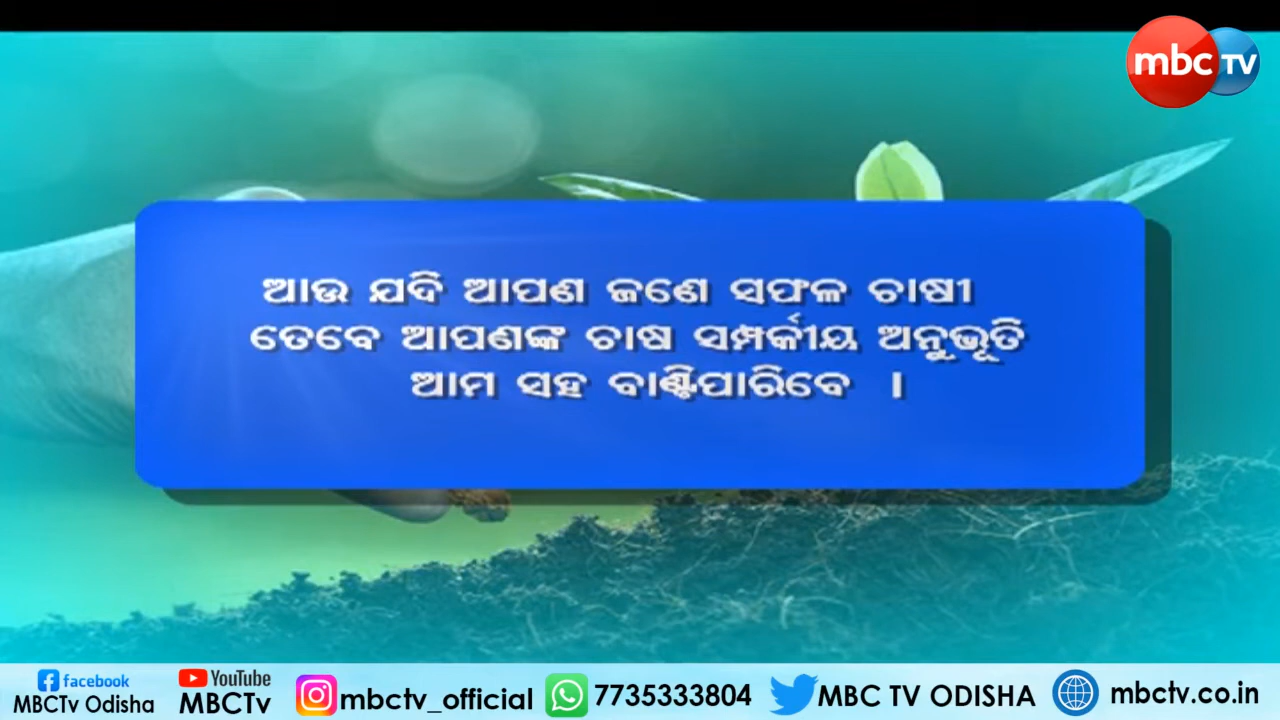 mbc TV
ଆଉ ଯଦି ଆପଣ ଜଣେ ସଫଳ ଚାଷୀ
ତେବେ ଆପଣଙ୍କ ଚାଷ ସମ୍ପର୍କୀୟ ଅନୁଭୂତି
ଆମ ସହ ବାଣ୍ଟିପାରିବେ ।
facebook
MBCTv Odisha
YouTube
MBCTv
mbctv_official
7735333804
MBC TV ODISHA
mbctv.co.in